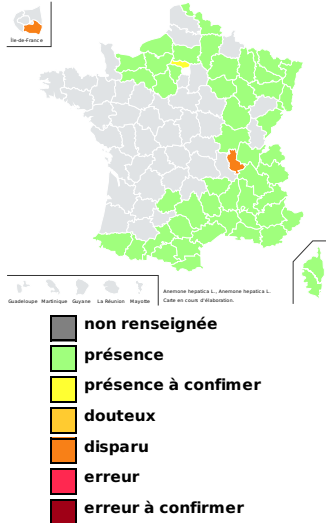 Île-de-France
Guadeloupe Martinique Guyane La Réunion Mayotte
Anemone hepatica L., Anemone hepatica L.
Carte en cours d'élaboration.
non renseignée
présence
présence à confimer
douteux
disparu
erreur
erreur à confirmer